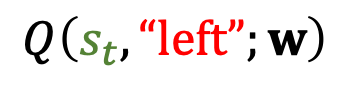 Q(s_t, “left”; w)